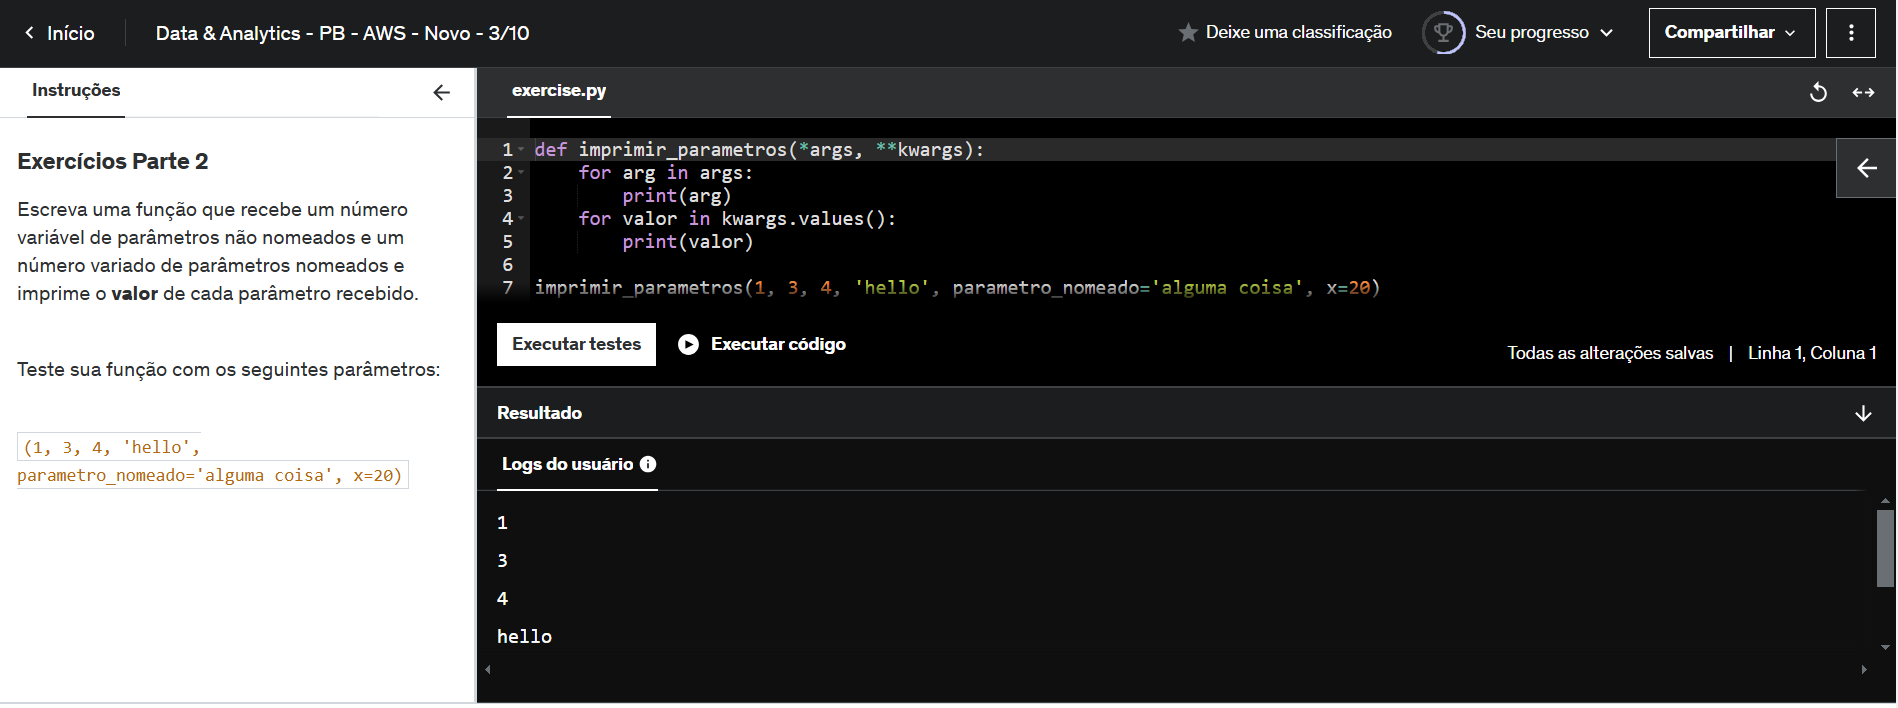 Início
Data & Analytics - PB - AWS - Novo - 3/10
Deixe uma classificação
Seu progresso
Compartilhar
Instruções
Exercícios Parte 2
Escreva uma função que recebe um número
variável de parâmetros não nomeados e um
número variado de parâmetros nomeados e
imprime o valor de cada parâmetro recebido.
Teste sua função com os seguintes parâmetros:
(1, 3, 4, 'hello',
parametro_nomeado='alguma coisa', x=20)
exercise.py
1 def imprimir_parametros(*args, **kwargs):
2     for arg in args:
3         print(arg)
4     for valor in kwargs.values():
5         print(valor)
6
7 imprimir_parametros(1, 3, 4, 'hello', parametro_nomeado='alguma coisa', x=20)
Executar testes
Executar código
Todas as alterações salvas | Linha 1, Coluna 1
Resultado
Logs do usuário
1
3
4
hello